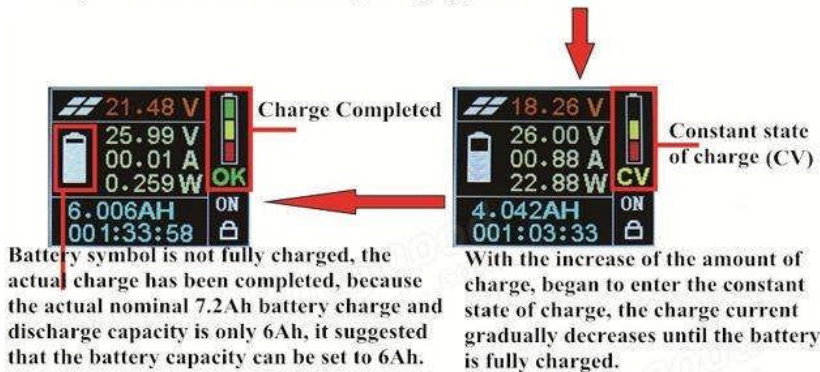 21.48 V
25.99 V
00.01 A
0.259W
OK
6.006AH
001:33:58
ON
Charge Completed
18.26 V
26.00 V
00.88 A
22.88W
CV
4.042AH
001:03:33
ON
Constant state
of charge (CV)
Battery symbol is not fully charged, the
actual charge has been completed, because
the actual nominal 7.2Ah battery charge and
discharge capacity is only 6Ah, it suggested
that the battery capacity can be set to 6Ah.
With the increase of the amount of
charge, began to enter the constant
state of charge, the charge current
gradually decreases until the battery
is fully charged.